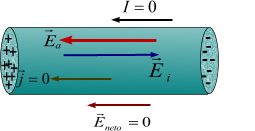 I = 0
+ + + + + + + + +
E⃗a
E⃗i
j⃗ = 0
- - - - - - - -
E⃗neto = 0